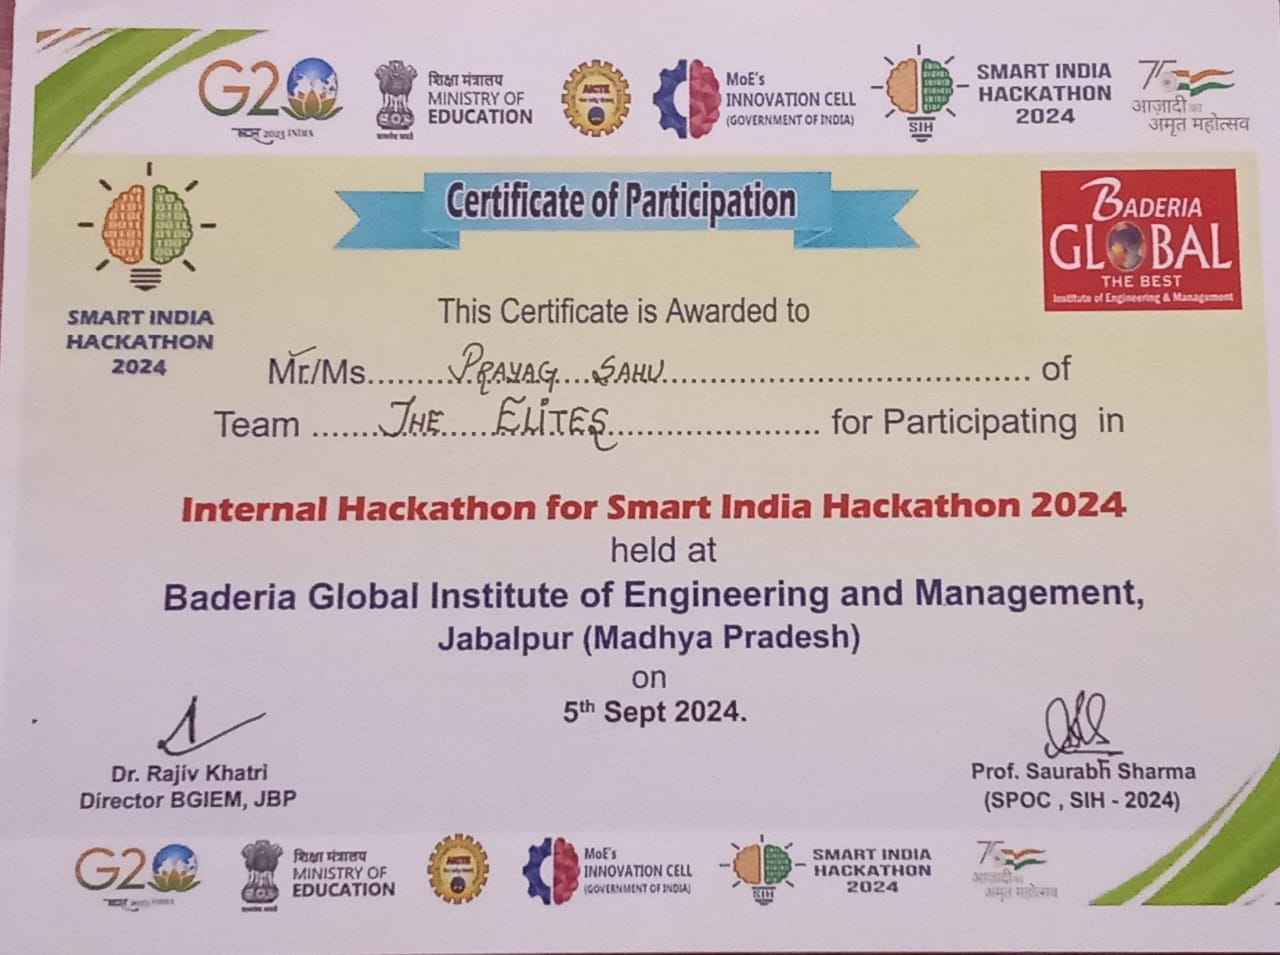 G20
2023 INDIA
शिक्षा मंत्रालय
MINISTRY OF
EDUCATION
AICTE
MoE's
INNOVATION CELL
(GOVERNMENT OF INDIA)
SIH
SMART INDIA
HACKATHON
2024
75
आज़ादी का
अमृत महोत्सव
SMART INDIA
HACKATHON
2024
Certificate of Participation
BADERIA
GLOBAL
THE BEST
Institute of Engineering & Management
This Certificate is Awarded to
Mr./Ms.........PRAYAG....SAHU..................................................... of
Team .......THE......ELITES......................... for Participating in
Internal Hackathon for Smart India Hackathon 2024
held at
Baderia Global Institute of Engineering and Management,
Jabalpur (Madhya Pradesh)
on
5th Sept 2024.
Dr. Rajiv Khatri
Director BGIEM, JBP
Prof. Saurabh Sharma
(SPOC , SIH - 2024)
G20
शिक्षा मंत्रालय
MINISTRY OF
EDUCATION
AICTE
MoE's
INNOVATION CELL
(GOVERNMENT OF INDIA)
SIH
SMART INDIA
HACKATHON
2024
75
आज़ादी का
अमृत महोत्सव